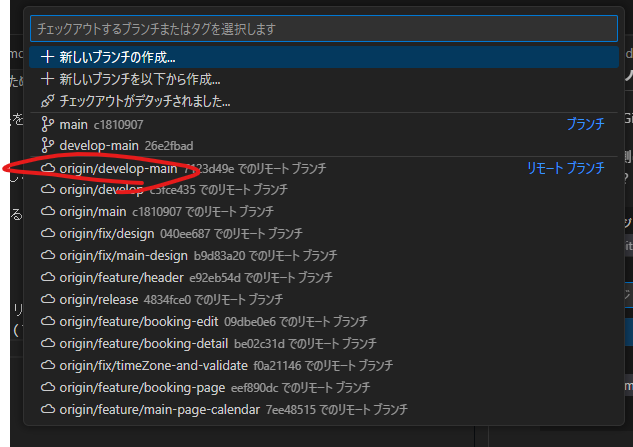 チェックアウトするブランチまたはタグを選択します
新しいブランチの作成...
新しいブランチを以下から作成...
チェックアウトがデタッチされました...
main c1810907 ブランチ
develop-main 26e2fbad
origin/develop-main 7123d49e でのリモート ブランチ リモート ブランチ
origin/develop c5fce435 でのリモート ブランチ
origin/main c1810907 でのリモート ブランチ
origin/fix/design 040ee687 でのリモート ブランチ
origin/fix/main-design b9d83a20 でのリモート ブランチ
origin/feature/header e92eb54d でのリモート ブランチ
origin/release 4834fce0 でのリモート ブランチ
origin/feature/booking-edit 09dbe0e6 でのリモート ブランチ
origin/feature/booking-detail be02c31d でのリモート ブランチ
origin/fix/timeZone-and-validate f0a21146 でのリモート ブランチ
origin/feature/booking-page eef890dc でのリモート ブランチ
origin/feature/main-page-calendar 7ee48515 でのリモート ブランチ